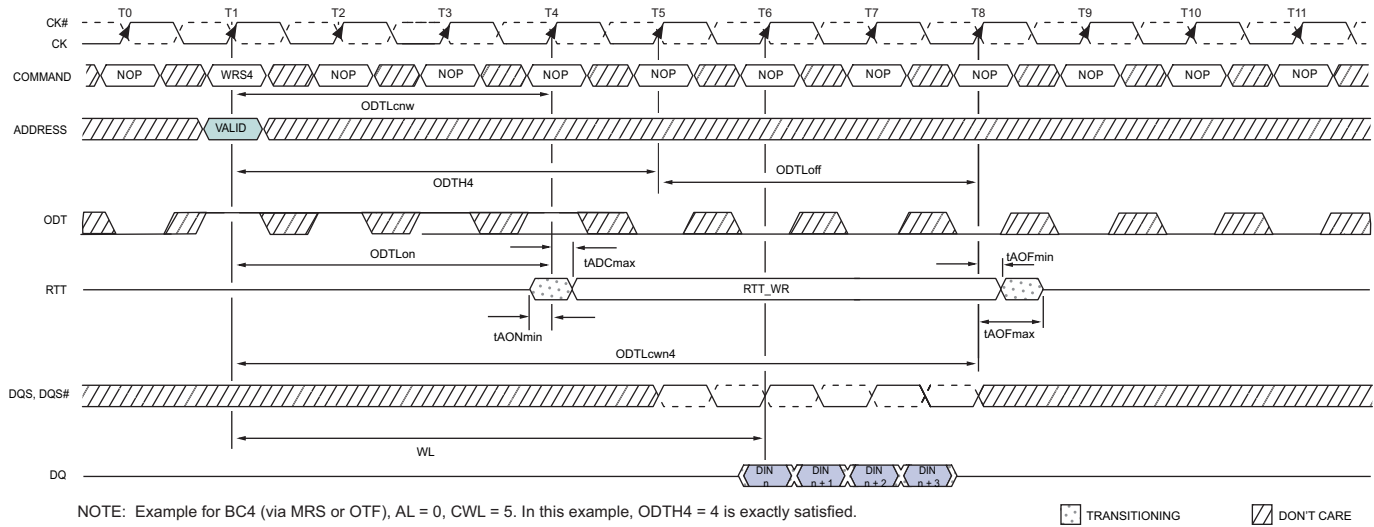 T0 T1 T2 T3 T4 T5 T6 T7 T8 T9 T10 T11
CK#
CK
COMMAND NOP WRS4 NOP NOP NOP NOP NOP NOP NOP NOP NOP NOP
ODTLcnw
ADDRESS VALID
ODTH4 ODTLoff
ODT
ODTLon tADCmax tAOFmin
RTT RTT_WR
tAONmin tAOFmax
ODTLcwn4
DQS, DQS#
WL
DQ DIN n DIN n + 1 DIN n + 2 DIN n + 3
NOTE: Example for BC4 (via MRS or OTF), AL = 0, CWL = 5. In this example, ODTH4 = 4 is exactly satisfied. TRANSITIONING DON'T CARE